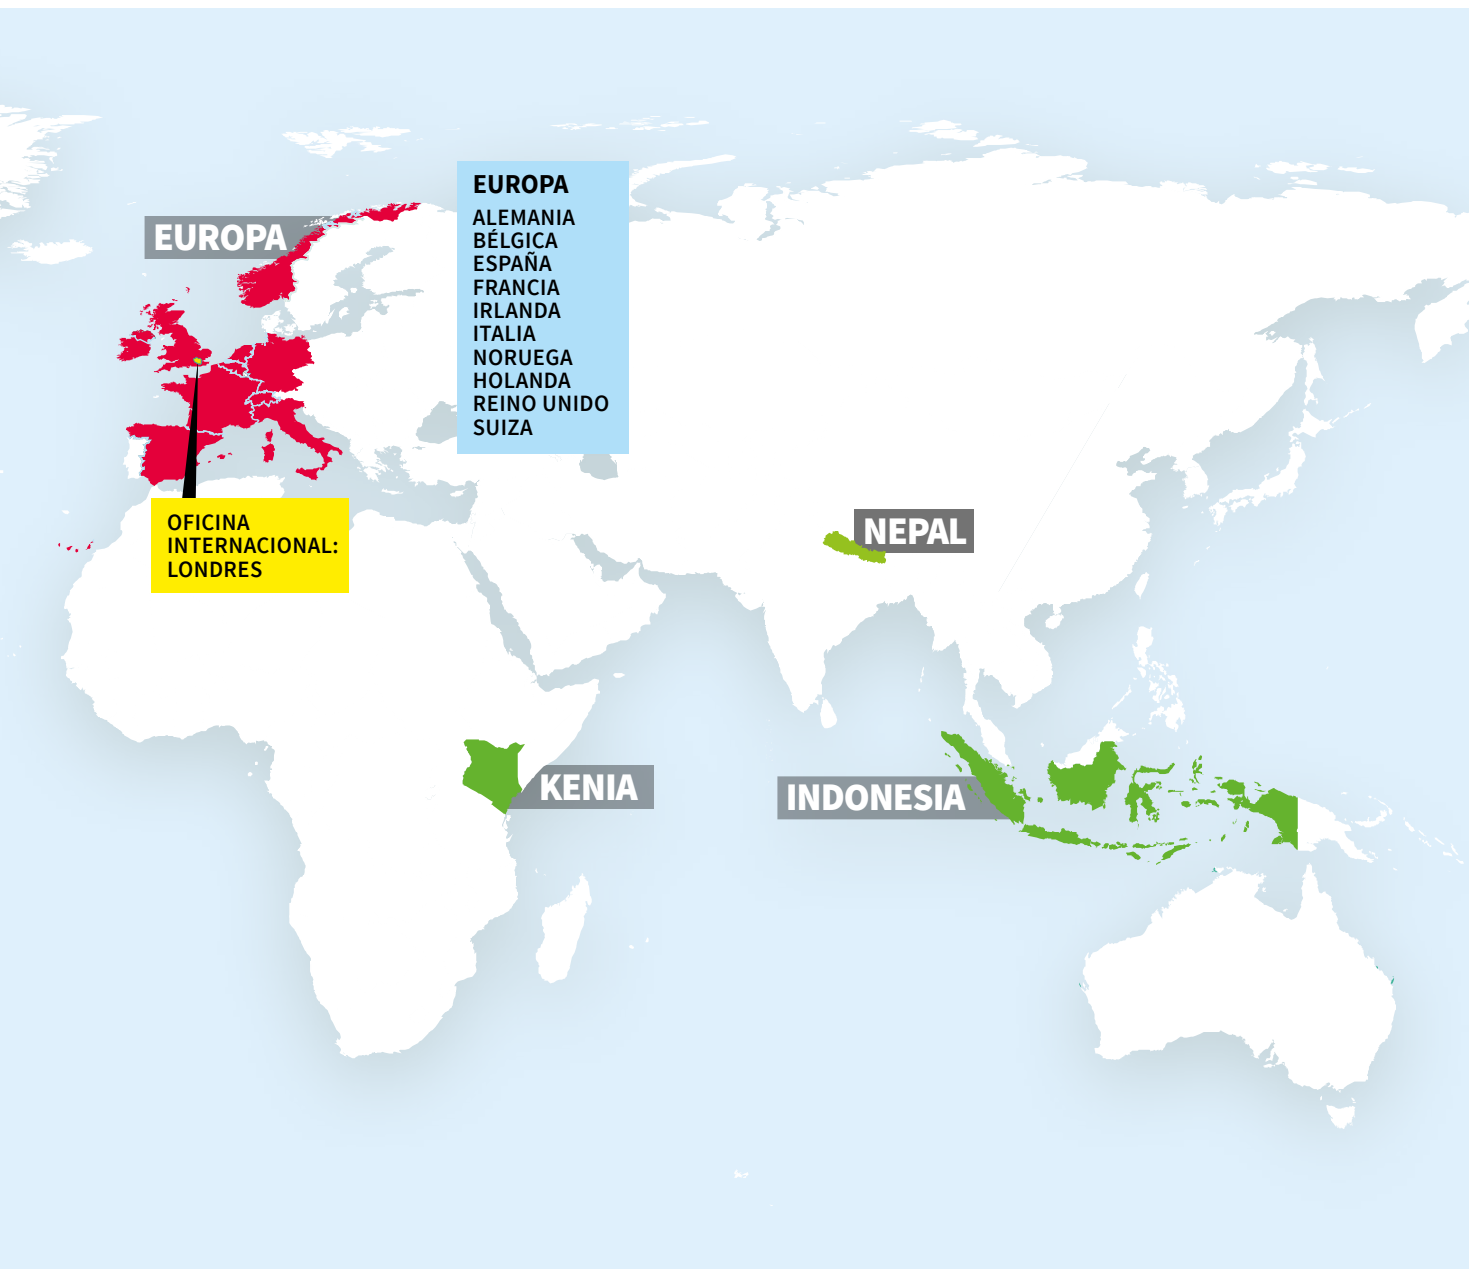 EUROPA
EUROPA
ALEMANIA
BÉLGICA
ESPAÑA
FRANCIA
IRLANDA
ITALIA
NORUEGA
HOLANDA
REINO UNIDO
SUIZA
OFICINA
INTERNACIONAL:
LONDRES
NEPAL
KENIA
INDONESIA